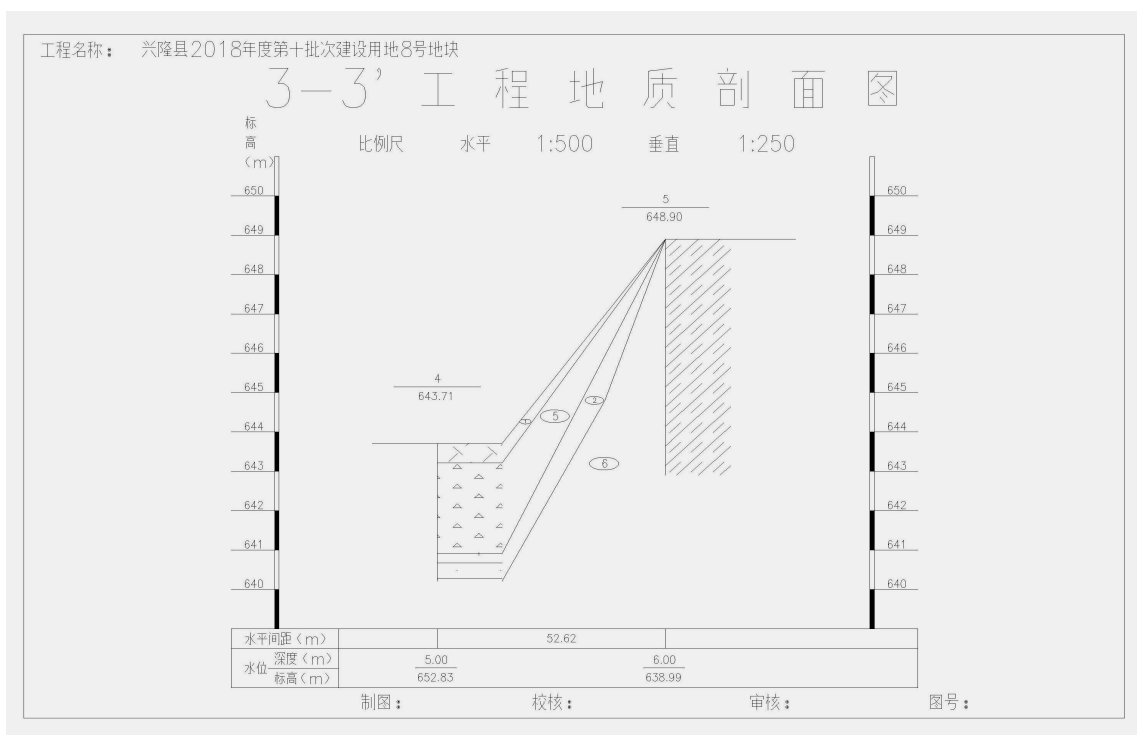 工程名称： 兴隆县2018年度第十批次建设用地8号地块
3—3' 工程地质剖面图
标高(m)
比例尺 水平 1:500 垂直 1:250
650 650
5
648.90
649 649
648 648
647 647
646 646
645 645
4
643.71
2
5
644 644
6
643 643
642 642
641 641
640 640
水平间距(m) 52.62
水位 深度(m) 5.00 6.00
标高(m) 652.83 638.99
制图： 校核： 审核： 图号：